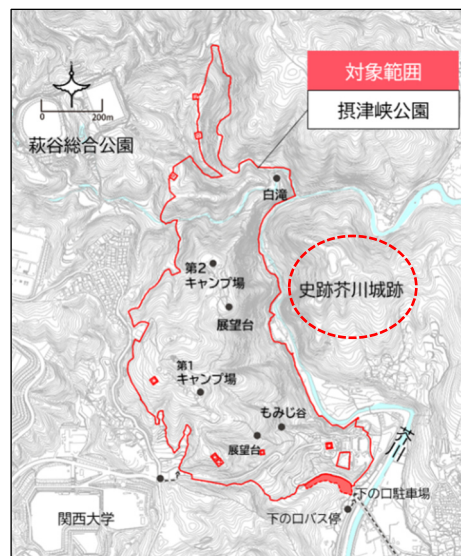 対象範囲
摂津峡公園
0 200m
萩谷総合公園
白滝
第2
キャンプ場
史跡芥川城跡
展望台
第1
キャンプ場
もみじ谷
展望台
芥川
下の口駐車場
関西大学
下の口バス停